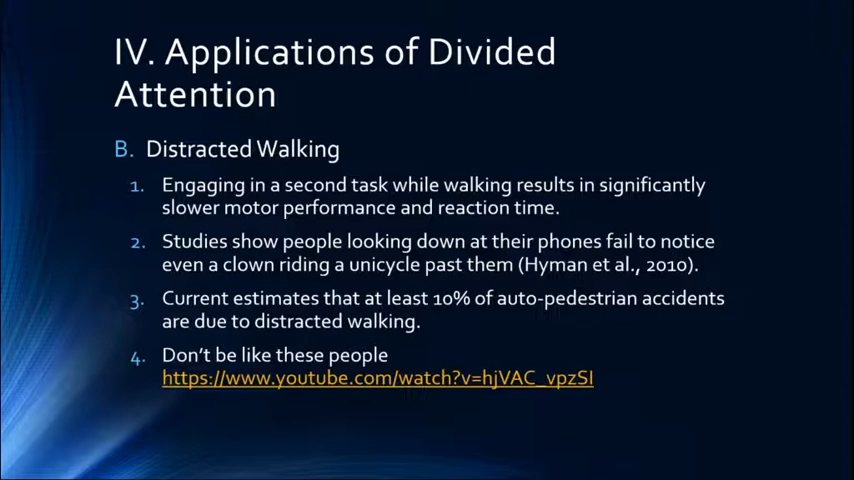 IV. Applications of Divided
Attention
B. Distracted Walking
1. Engaging in a second task while walking results in significantly
slower motor performance and reaction time.
2. Studies show people looking down at their phones fail to notice
even a clown riding a unicycle past them (Hyman et al., 2010).
3. Current estimates that at least 10% of auto-pedestrian accidents
are due to distracted walking.
4. Don't be like these people
https://www.youtube.com/watch?v=hjVAC_vpzSI